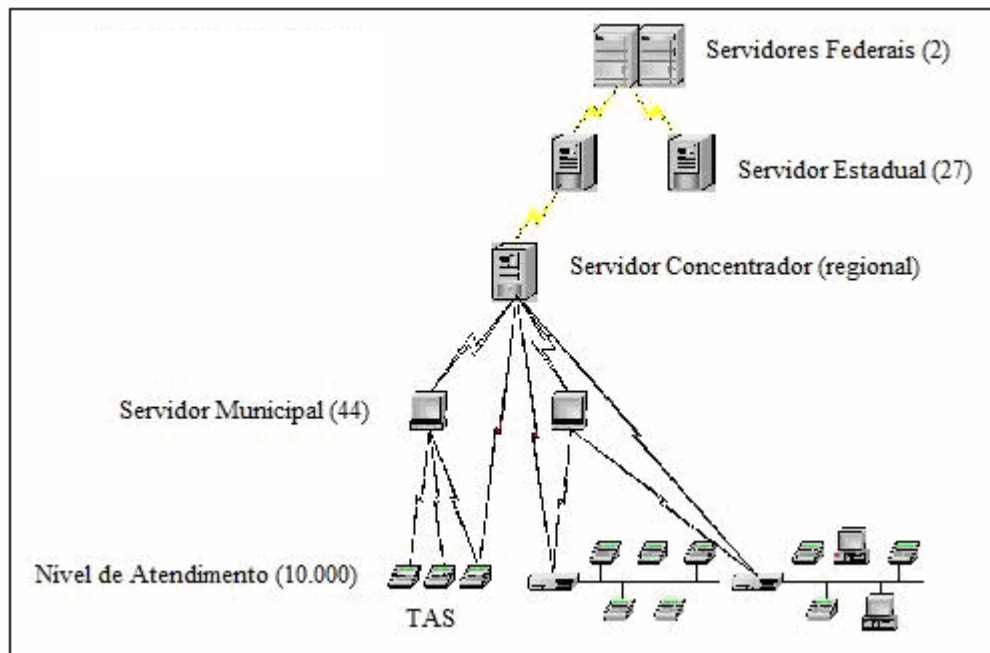 Servidores Federais (2)
Servidor Estadual (27)
Servidor Concentrador (regional)
Servidor Municipal (44)
Nível de Atendimento (10.000)
TAS